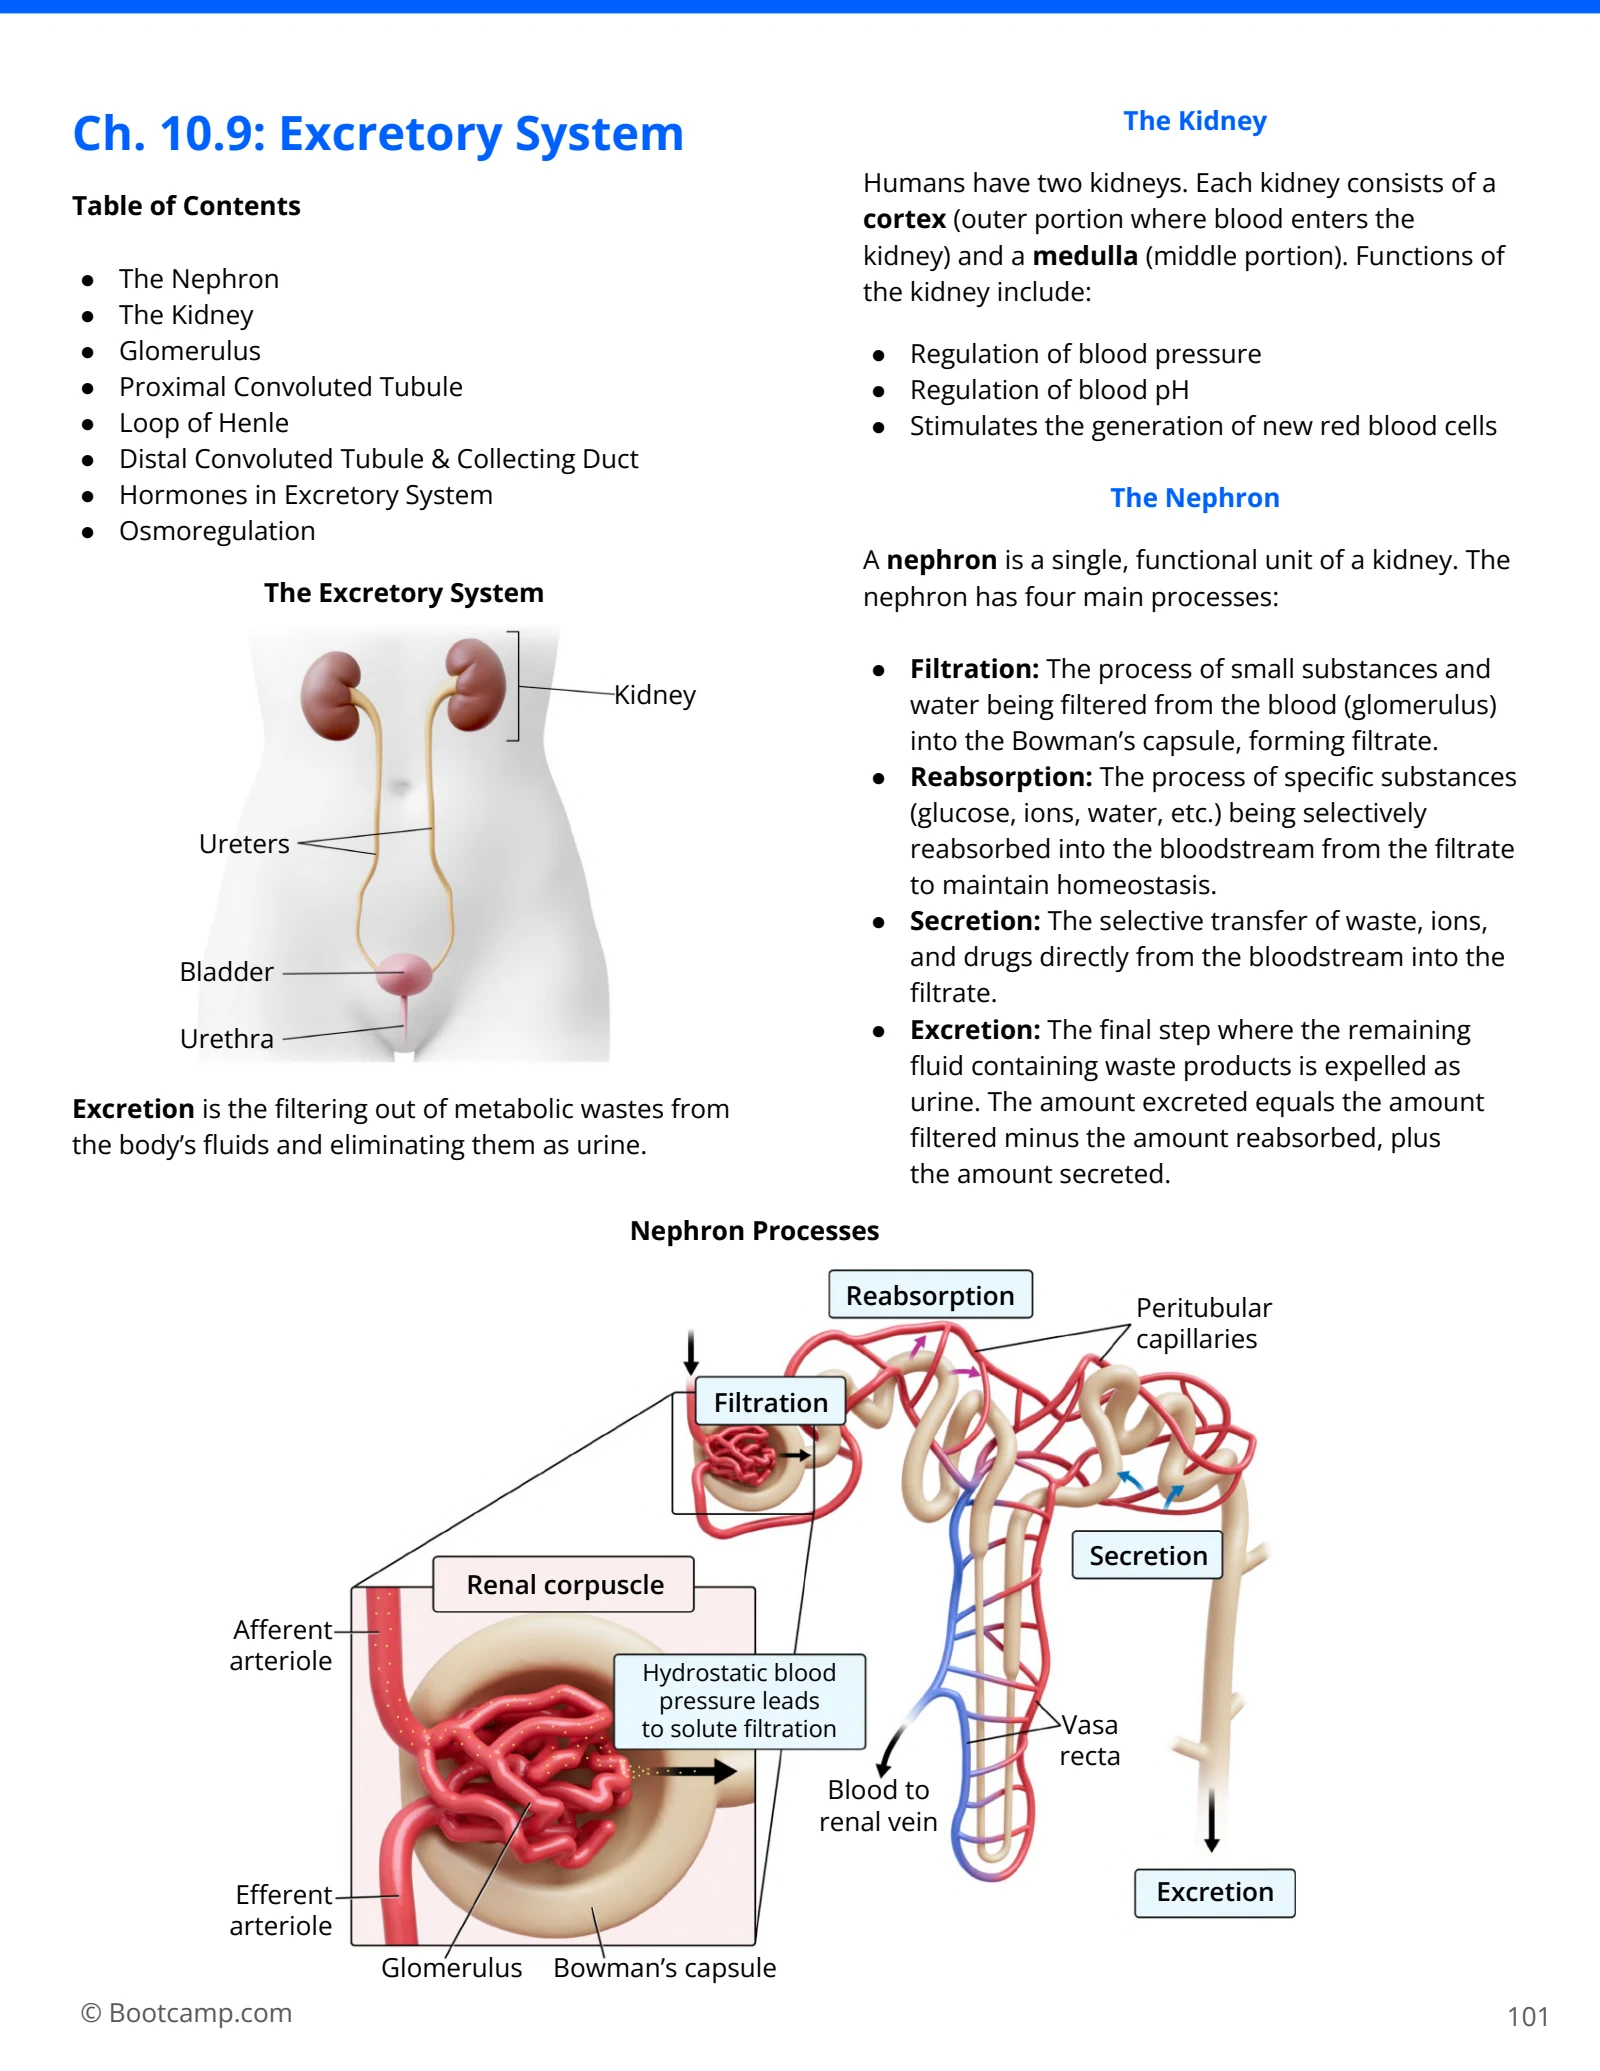 Ch. 10.9: Excretory System
Table of Contents
● The Nephron
● The Kidney
● Glomerulus
● Proximal Convoluted Tubule
● Loop of Henle
● Distal Convoluted Tubule & Collecting Duct
● Hormones in Excretory System
● Osmoregulation
The Excretory System
Kidney
Ureters
Bladder
Urethra
Excretion is the filtering out of metabolic wastes from
the body’s fluids and eliminating them as urine.
The Kidney
Humans have two kidneys. Each kidney consists of a
cortex (outer portion where blood enters the
kidney) and a medulla (middle portion). Functions of
the kidney include:
● Regulation of blood pressure
● Regulation of blood pH
● Stimulates the generation of new red blood cells
The Nephron
A nephron is a single, functional unit of a kidney. The
nephron has four main processes:
● Filtration: The process of small substances and
water being filtered from the blood (glomerulus)
into the Bowman’s capsule, forming filtrate.
● Reabsorption: The process of specific substances
(glucose, ions, water, etc.) being selectively
reabsorbed into the bloodstream from the filtrate
to maintain homeostasis.
● Secretion: The selective transfer of waste, ions,
and drugs directly from the bloodstream into the
filtrate.
● Excretion: The final step where the remaining
fluid containing waste products is expelled as
urine. The amount excreted equals the amount
filtered minus the amount reabsorbed, plus
the amount secreted.
Nephron Processes
Reabsorption
Peritubular
capillaries
Filtration
Secretion
Renal corpuscle
Afferent
arteriole
Hydrostatic blood
pressure leads
to solute filtration
Vasa
recta
Blood to
renal vein
Excretion
Efferent
arteriole
Glomerulus
Bowman’s capsule
© Bootcamp.com
101